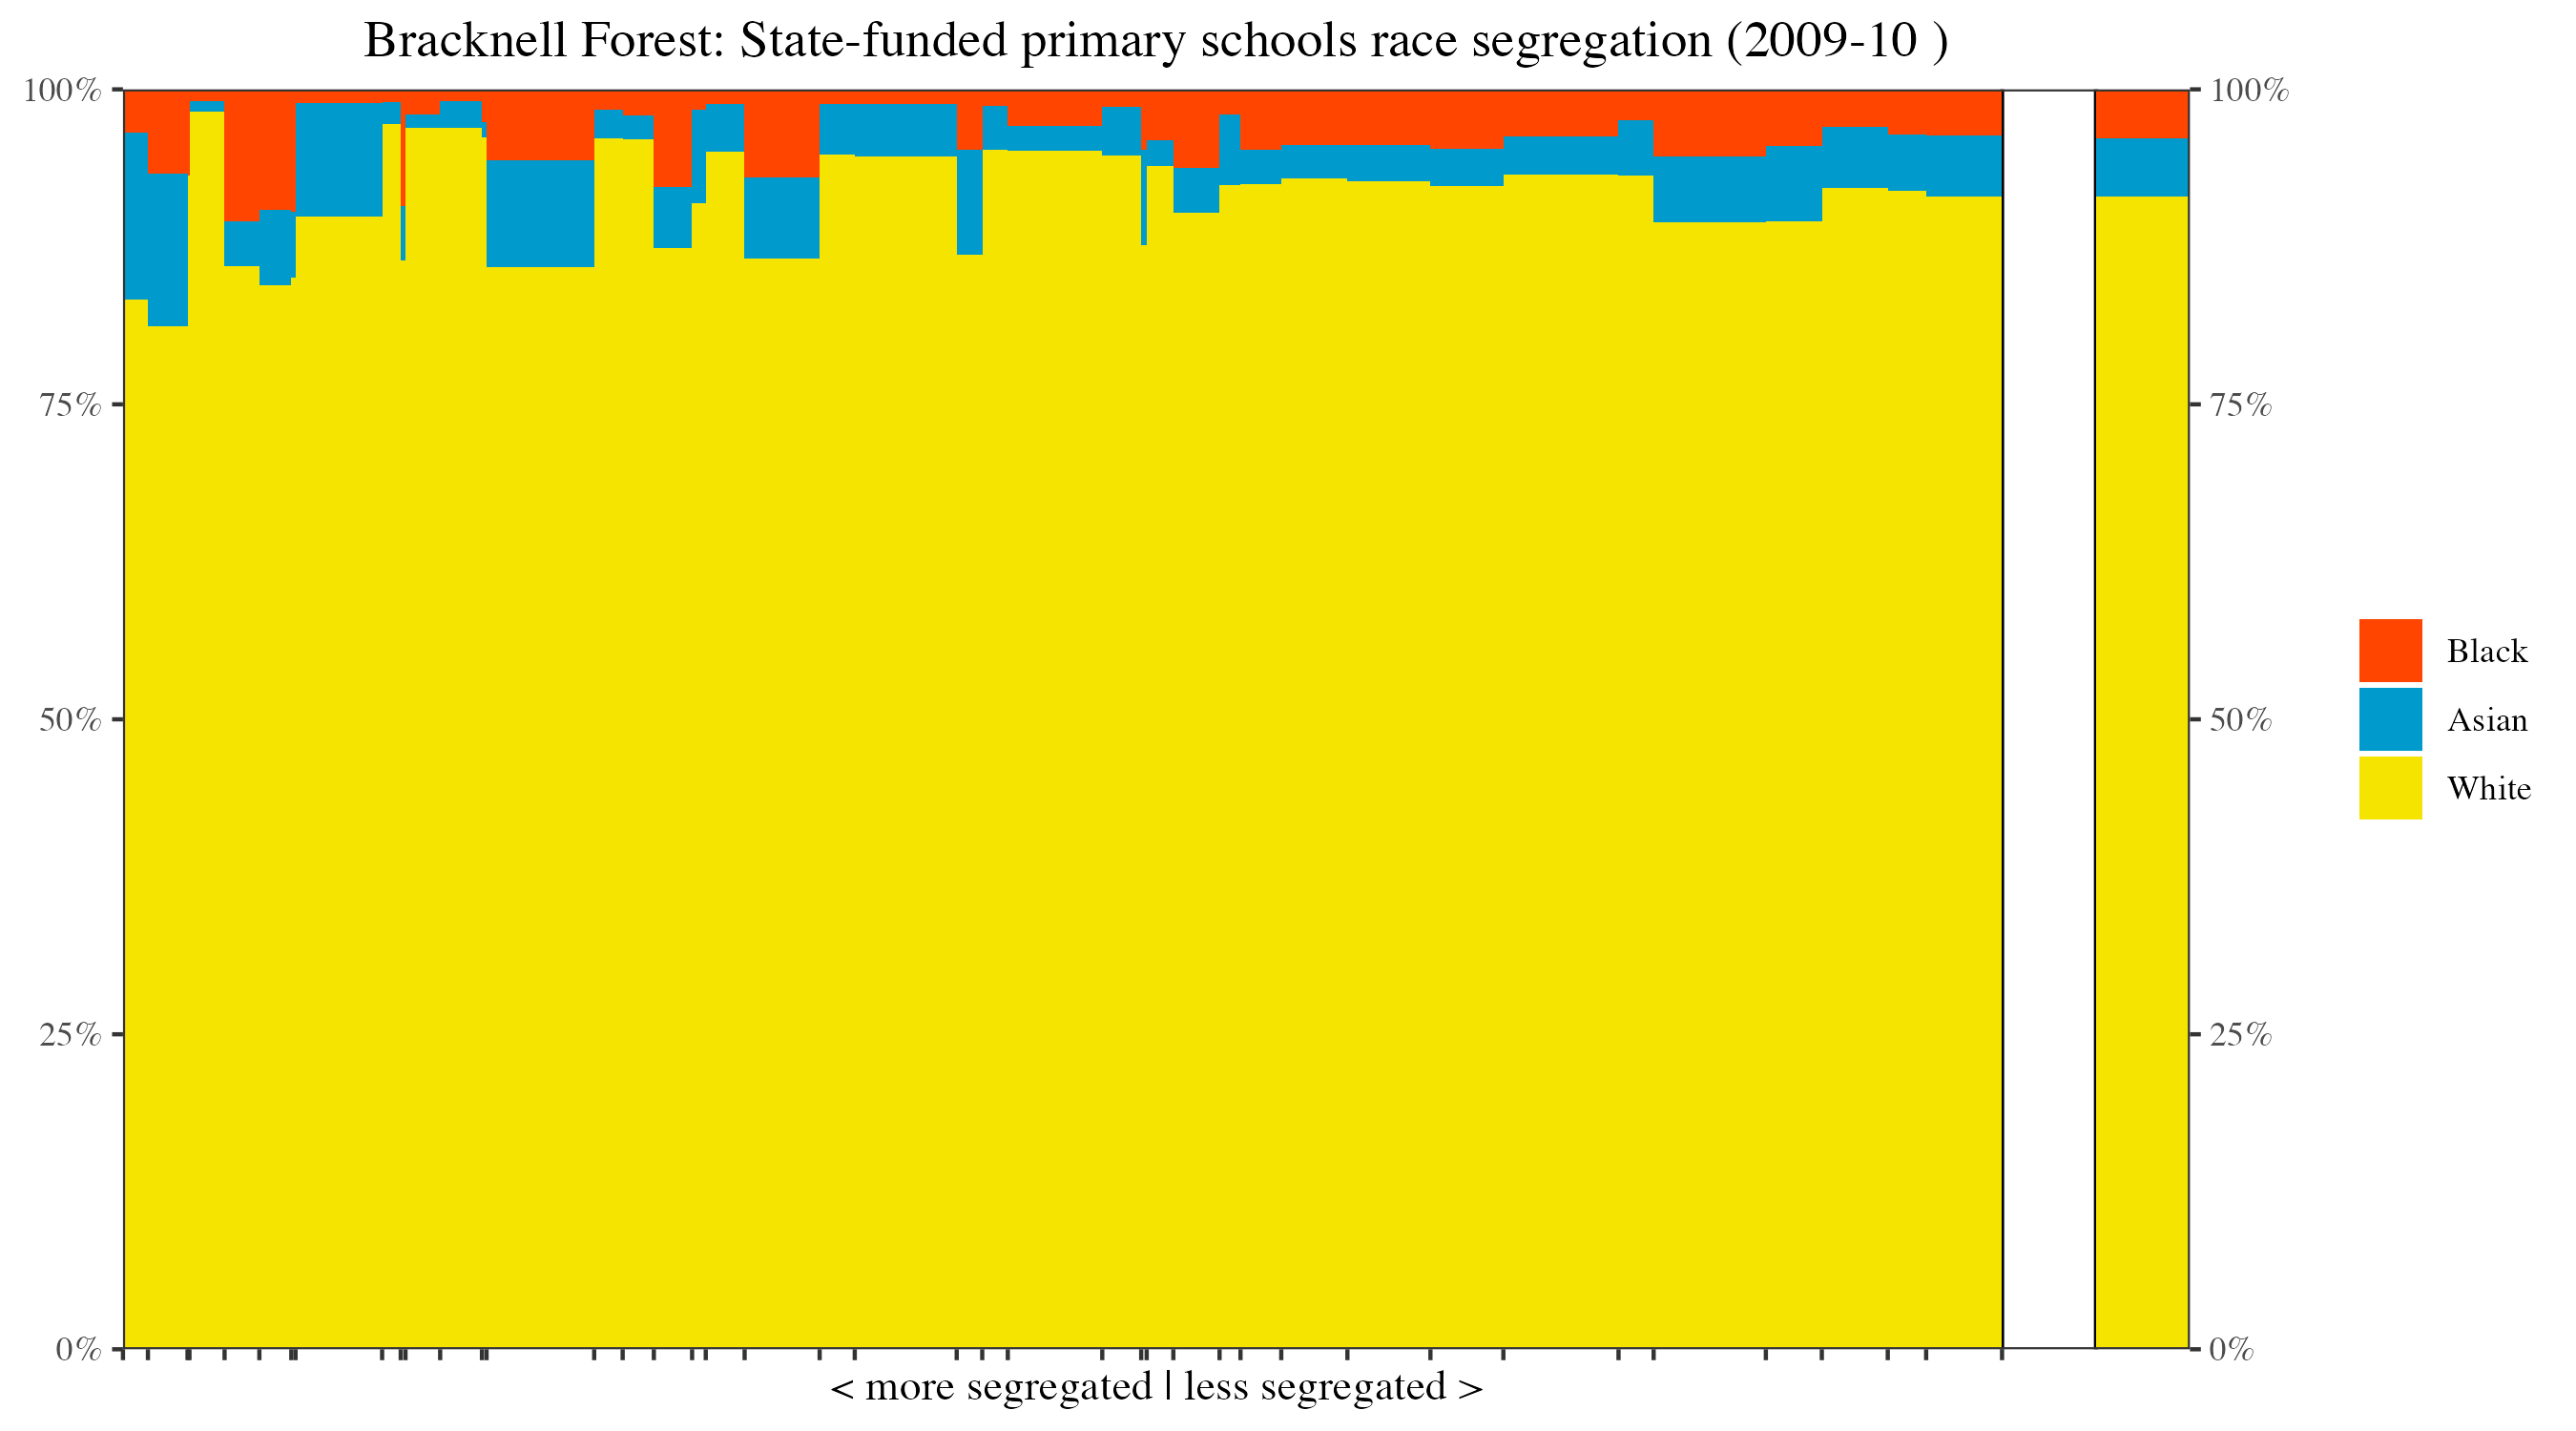 Bracknell Forest: State-funded primary schools race segregation (2009-10 )
100%
75%
50%
25%
0%
100%
75%
50%
25%
0%
Black
Asian
White
< more segregated | less segregated >